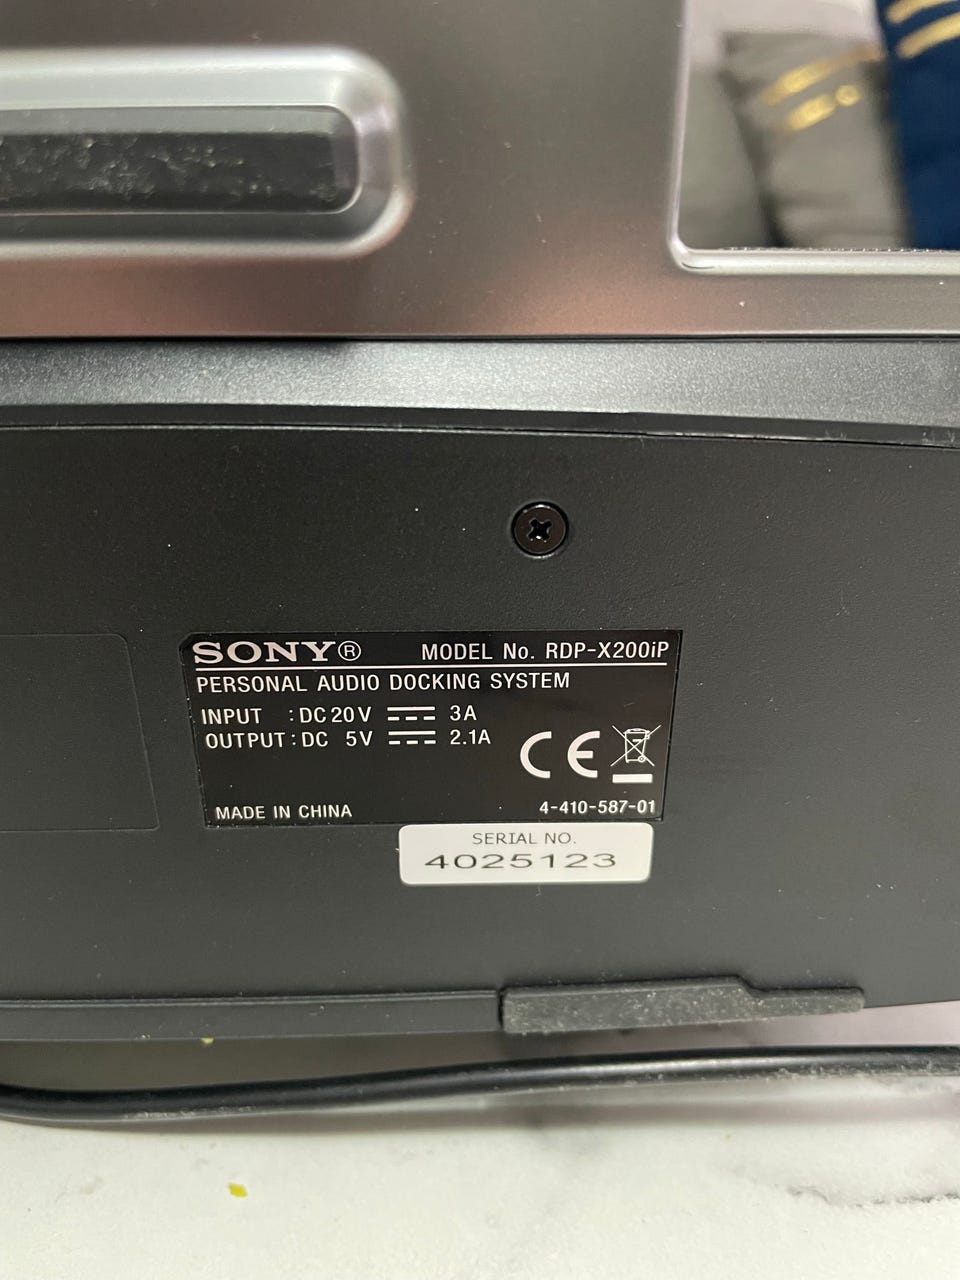 SONY® MODEL No. RDP-X200iP
PERSONAL AUDIO DOCKING SYSTEM
INPUT : DC 20V ⎓ 3A
OUTPUT : DC 5V ⎓ 2.1A
CE
MADE IN CHINA 4-410-587-01
SERIAL NO.
4025123